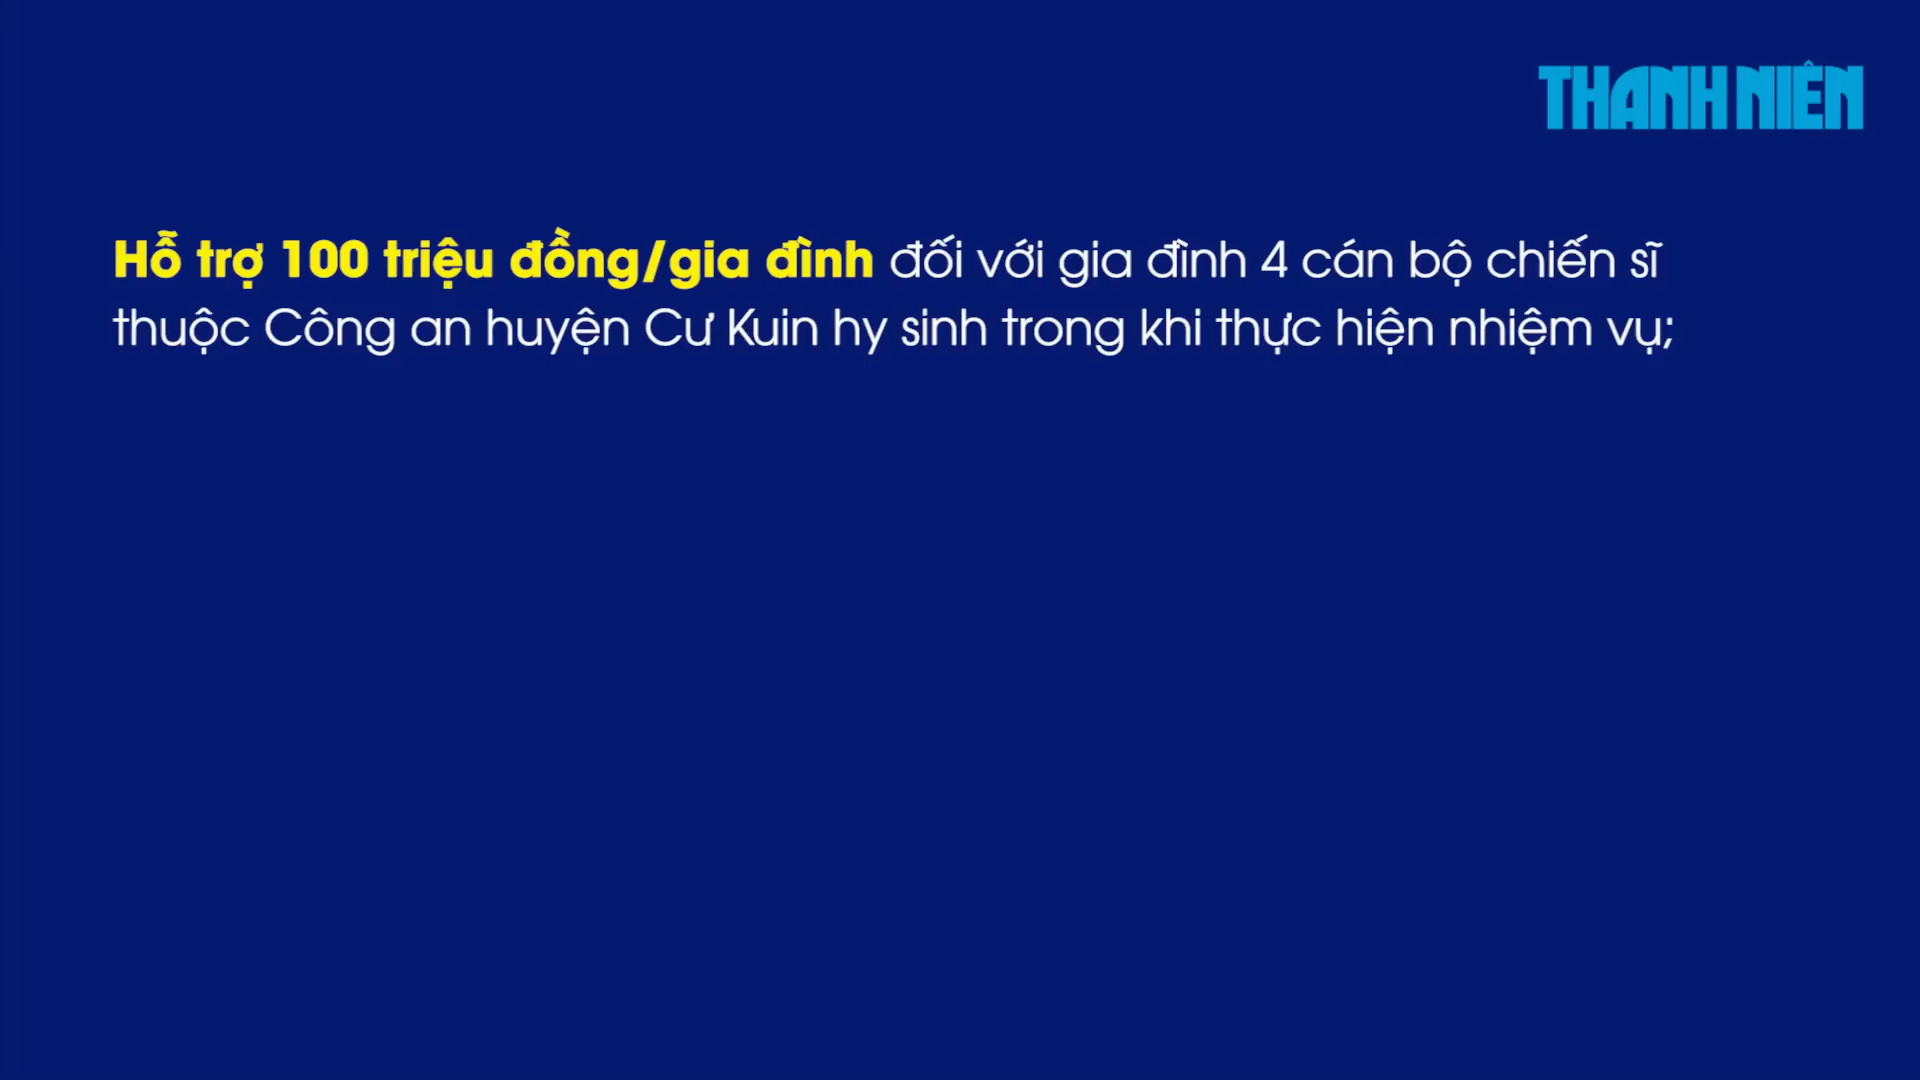 THANH NIÊN
Hỗ trợ 100 triệu đồng/gia đình đối với gia đình 4 cán bộ chiến sĩ
thuộc Công an huyện Cư Kuin hy sinh trong khi thực hiện nhiệm vụ;